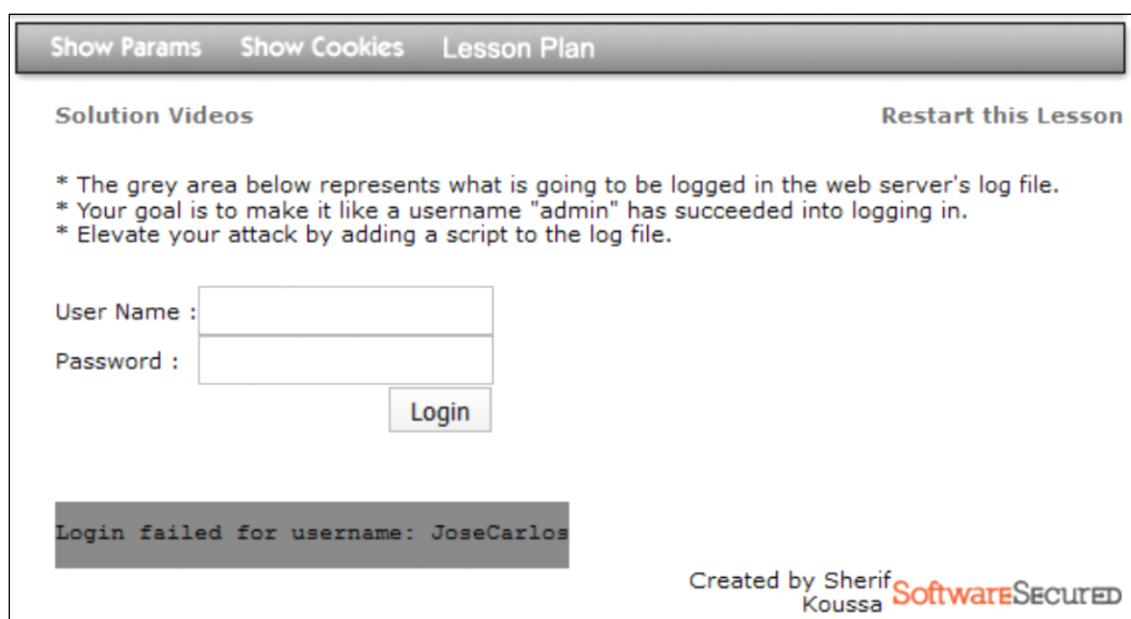 Show Params Show Cookies Lesson Plan
Solution Videos Restart this Lesson
* The grey area below represents what is going to be logged in the web server's log file.
* Your goal is to make it like a username "admin" has succeeded into logging in.
* Elevate your attack by adding a script to the log file.
User Name :
Password :
Login
Login failed for username: JoseCarlos
Created by Sherif
Koussa SoftwareSecured